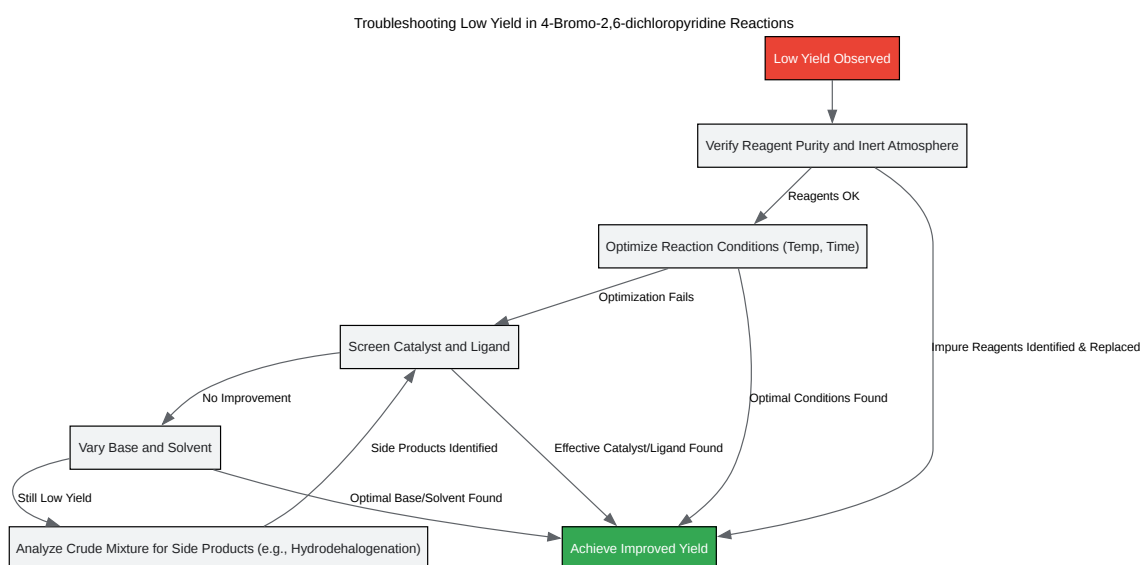 Troubleshooting Low Yield in 4-Bromo-2,6-dichloropyridine Reactions
Low Yield Observed
Verify Reagent Purity and Inert Atmosphere
Reagents OK
Optimize Reaction Conditions (Temp, Time)
Optimization Fails
Screen Catalyst and Ligand
Impure Reagents Identified & Replaced
No Improvement
Optimal Conditions Found
Vary Base and Solvent
Side Products Identified
Effective Catalyst/Ligand Found
Still Low Yield
Optimal Base/Solvent Found
Analyze Crude Mixture for Side Products (e.g., Hydrodehalogenation)
Achieve Improved Yield